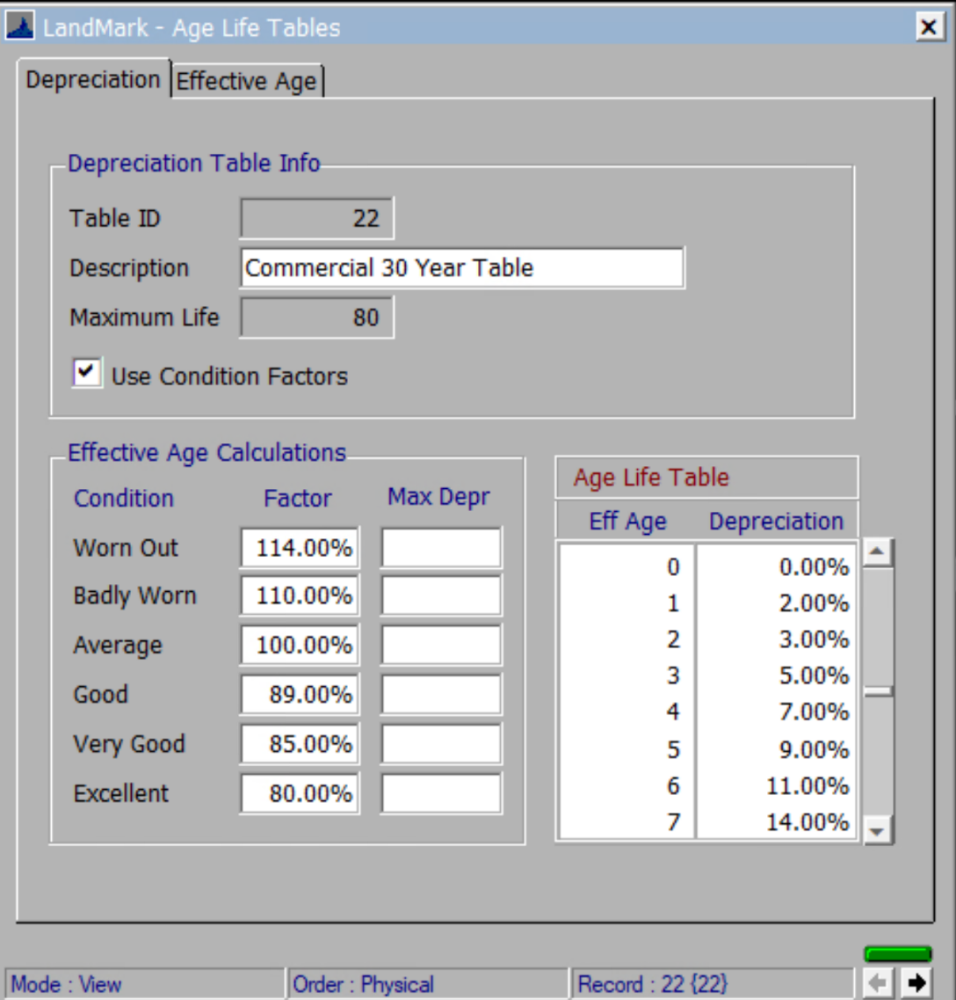 LandMark - Age Life Tables
Depreciation Effective Age
Depreciation Table Info
Table ID 22
Description Commercial 30 Year Table
Maximum Life 80
Use Condition Factors
Effective Age Calculations
Condition Factor Max Depr
Worn Out 114.00%
Badly Worn 110.00%
Average 100.00%
Good 89.00%
Very Good 85.00%
Excellent 80.00%
Age Life Table
Eff Age Depreciation
0 0.00%
1 2.00%
2 3.00%
3 5.00%
4 7.00%
5 9.00%
6 11.00%
7 14.00%
Mode : View Order : Physical Record : 22 {22}